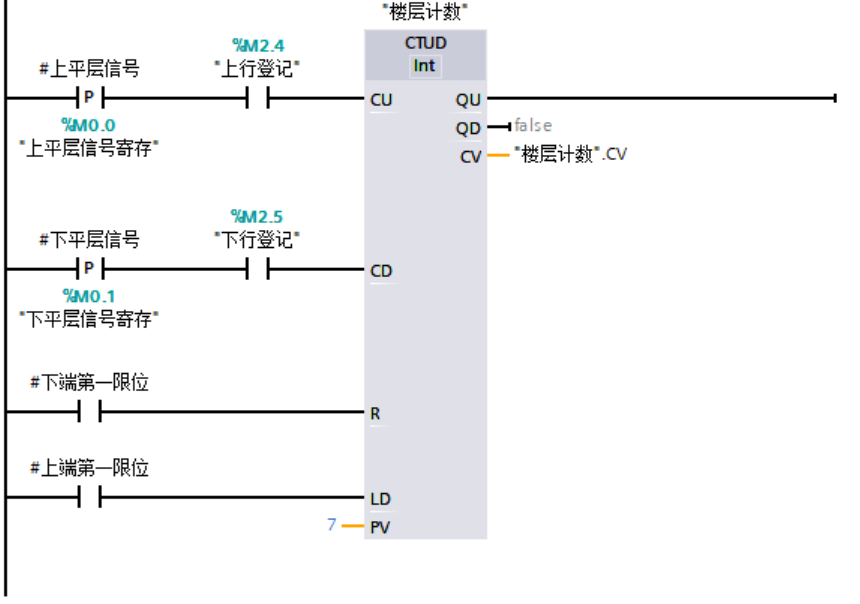 "楼层计数"
CTUD
Int
%M2.4
#上平层信号
"上行登记"
P
CU
QU
%M0.0
"上平层信号寄存"
QD
false
CV
"楼层计数".CV
%M2.5
#下平层信号
"下行登记"
P
CD
%M0.1
"下平层信号寄存"
#下端第一限位
R
#上端第一限位
LD
7
PV